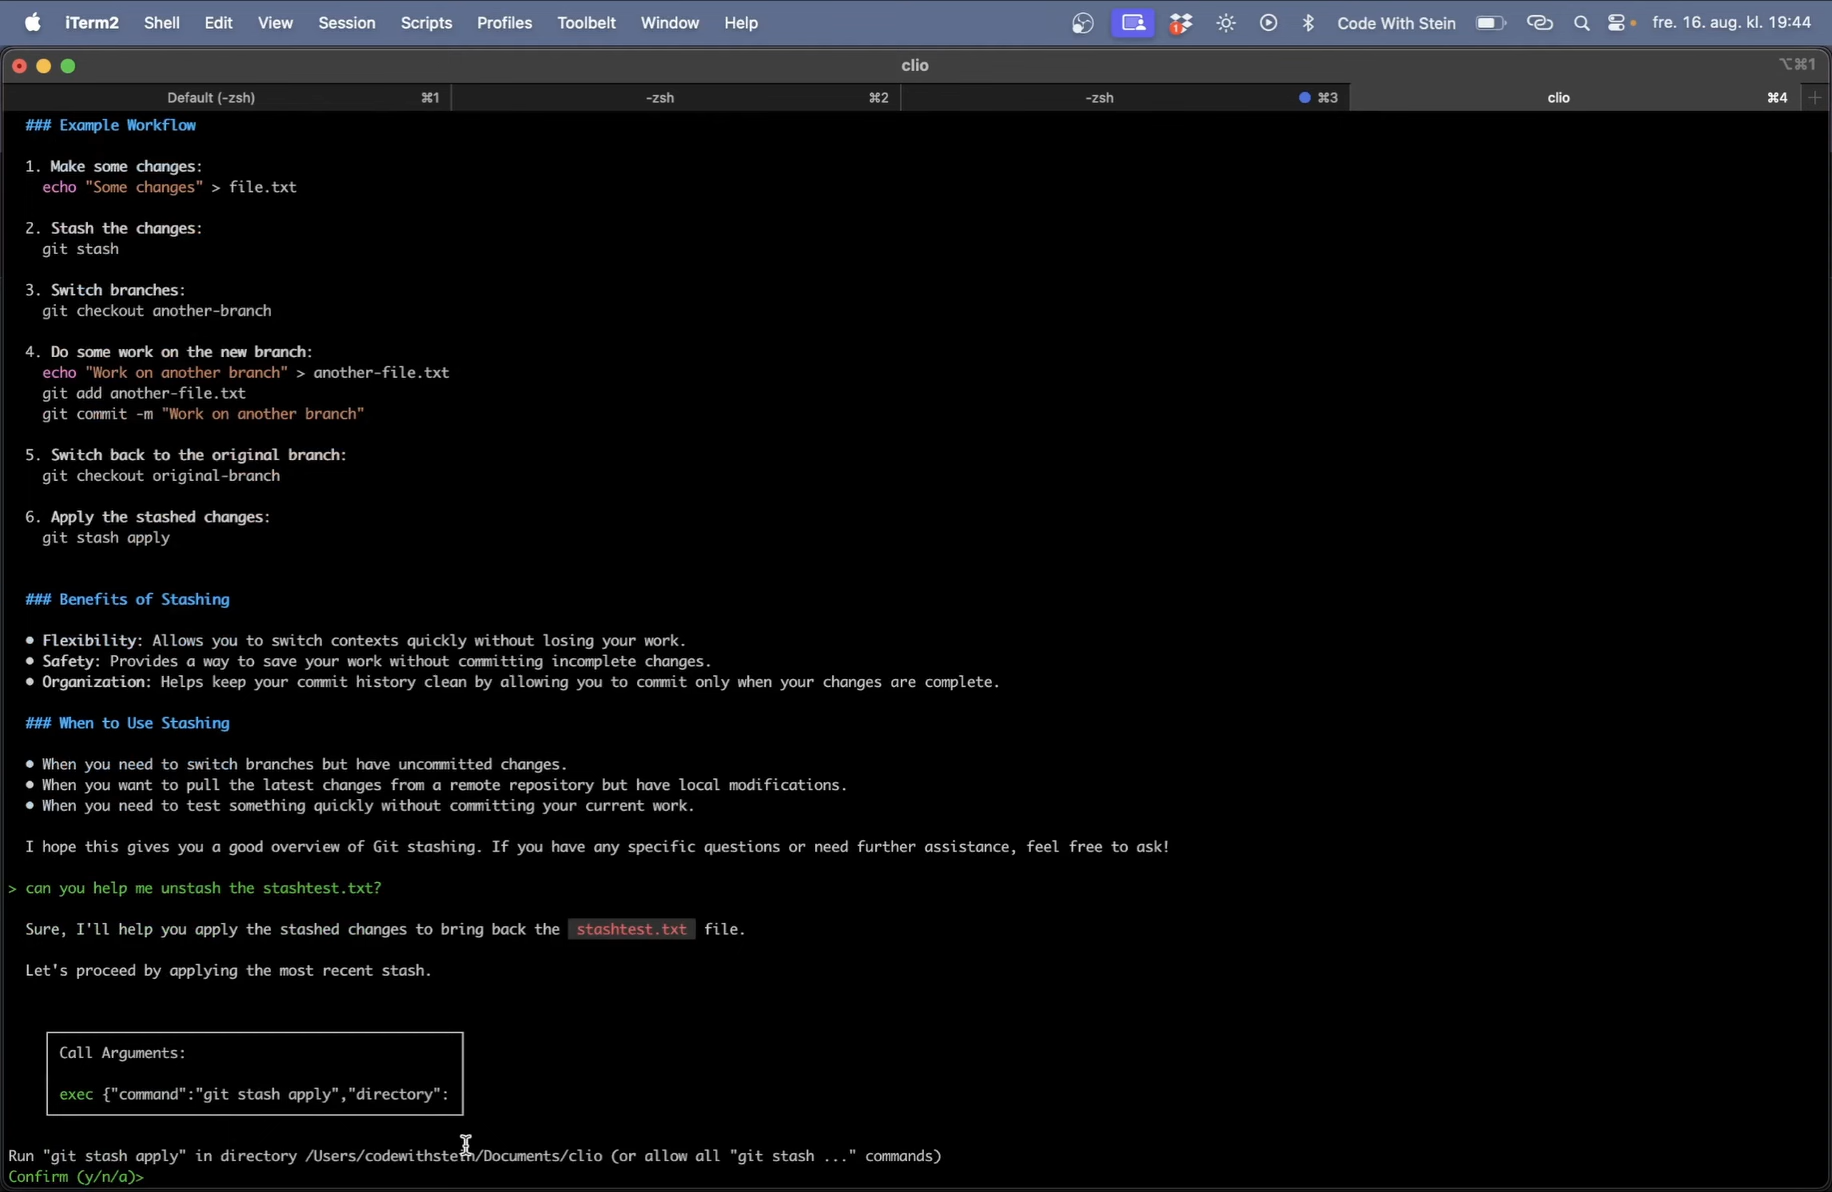 iTerm2 Shell Edit View Session Scripts Profiles Toolbelt Window Help 1 Code With Stein fre. 16. aug. kl. 19:44
clio ⌥⌘1
Default (-zsh) ⌘1 -zsh ⌘2 -zsh ⌘3 clio ⌘4 +
### Example Workflow
1. Make some changes:
echo "Some changes" > file.txt
2. Stash the changes:
git stash
3. Switch branches:
git checkout another-branch
4. Do some work on the new branch:
echo "Work on another branch" > another-file.txt
git add another-file.txt
git commit -m "Work on another branch"
5. Switch back to the original branch:
git checkout original-branch
6. Apply the stashed changes:
git stash apply
### Benefits of Stashing
• Flexibility: Allows you to switch contexts quickly without losing your work.
• Safety: Provides a way to save your work without committing incomplete changes.
• Organization: Helps keep your commit history clean by allowing you to commit only when your changes are complete.
### When to Use Stashing
• When you need to switch branches but have uncommitted changes.
• When you want to pull the latest changes from a remote repository but have local modifications.
• When you need to test something quickly without committing your current work.
I hope this gives you a good overview of Git stashing. If you have any specific questions or need further assistance, feel free to ask!
> can you help me unstash the stashtest.txt?
Sure, I'll help you apply the stashed changes to bring back the stashtest.txt file.
Let's proceed by applying the most recent stash.
Call Arguments:
exec {"command":"git stash apply","directory":
Run "git stash apply" in directory /Users/codewithstein/Documents/clio (or allow all "git stash ..." commands)
Confirm (y/n/a)>